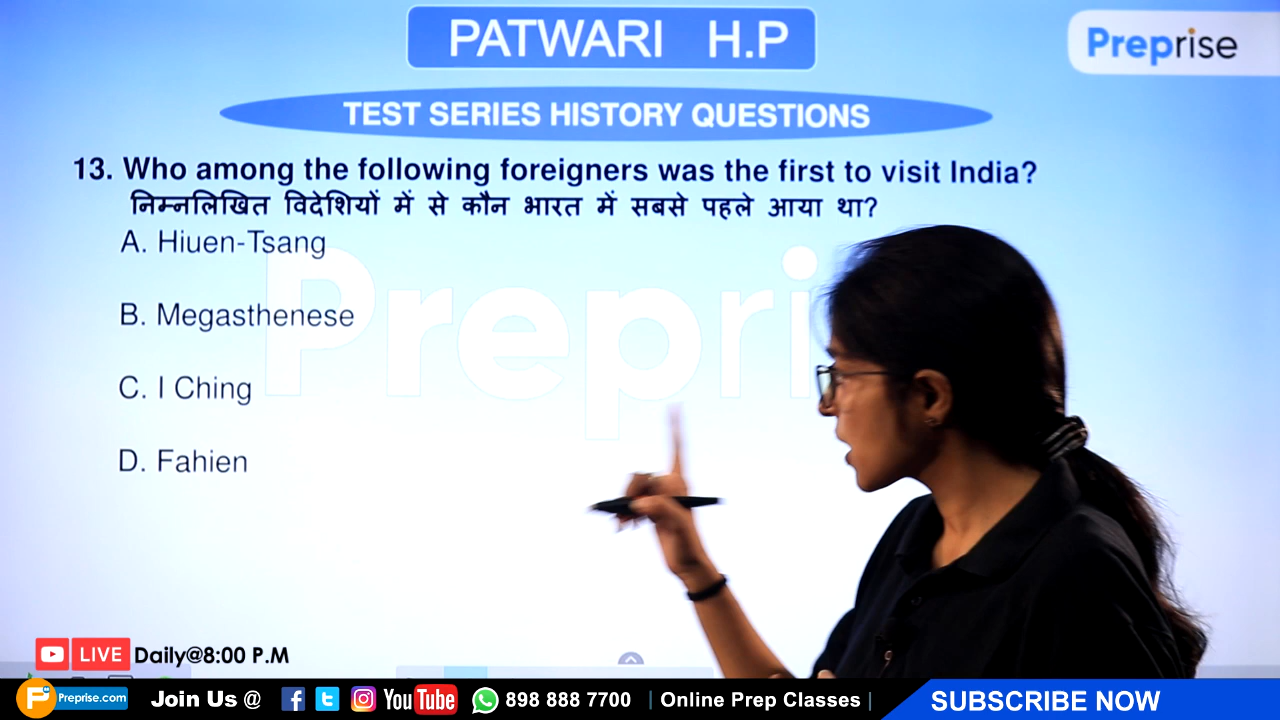 PATWARI H.P
Preprise
TEST SERIES HISTORY QUESTIONS
13. Who among the following foreigners was the first to visit India?
निम्नलिखित विदेशियों में से कौन भारत में सबसे पहले आया था?
A. Hiuen-Tsang
B. Megasthenese
C. I Ching
D. Fahien
Prepri
LIVE Daily@8:00 P.M
Preprise.com Join Us @ YouTube 898 888 7700 | Online Prep Classes | SUBSCRIBE NOW